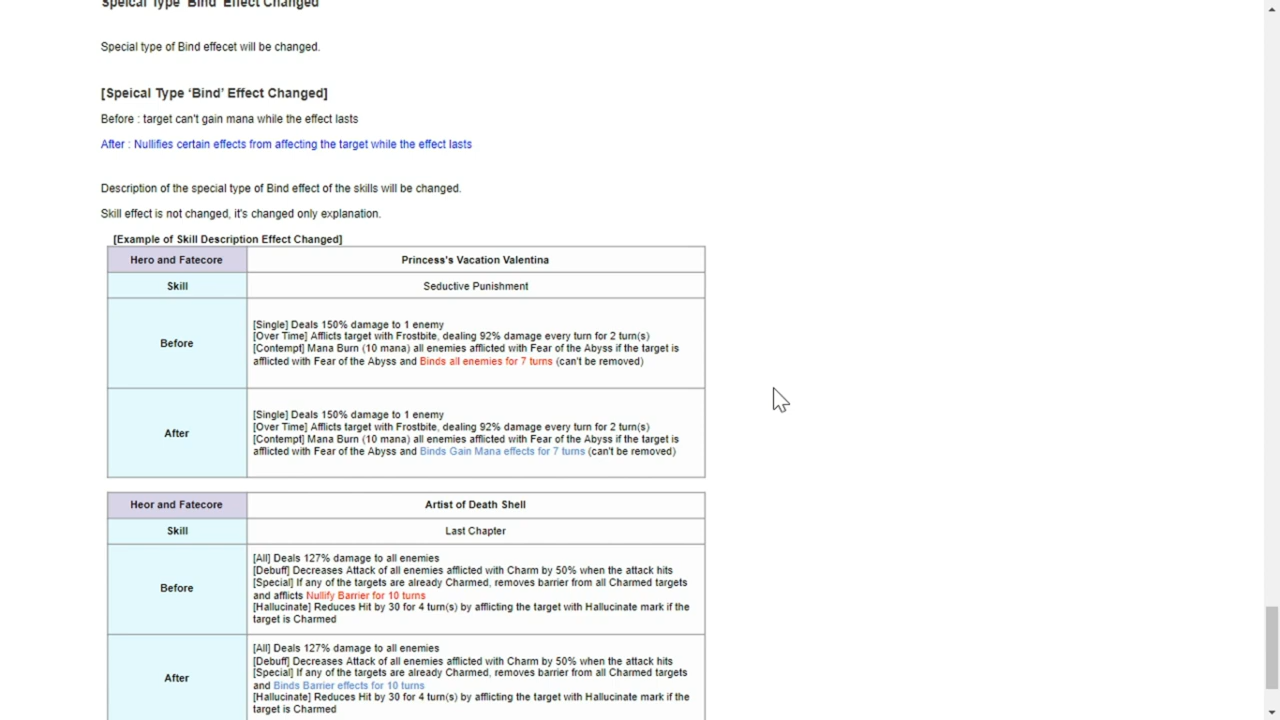 Speical Type 'Bind' Effect Changed
Special type of Bind effecet will be changed.
[Speical Type ‘Bind’ Effect Changed]
Before : target can't gain mana while the effect lasts
After : Nullifies certain effects from affecting the target while the effect lasts
Description of the special type of Bind effect of the skills will be changed.
Skill effect is not changed, it's changed only explanation.
[Example of Skill Description Effect Changed]
Hero and Fatecore
Princess's Vacation Valentina
Skill
Seductive Punishment
Before
[Single] Deals 150% damage to 1 enemy
[Over Time] Afflicts target with Frostbite, dealing 92% damage every turn for 2 turn(s)
[Contempt] Mana Burn (10 mana) all enemies afflicted with Fear of the Abyss if the target is
afflicted with Fear of the Abyss and Binds all enemies for 7 turns (can't be removed)
After
[Single] Deals 150% damage to 1 enemy
[Over Time] Afflicts target with Frostbite, dealing 92% damage every turn for 2 turn(s)
[Contempt] Mana Burn (10 mana) all enemies afflicted with Fear of the Abyss if the target is
afflicted with Fear of the Abyss and Binds Gain Mana effects for 7 turns (can't be removed)
Heor and Fatecore
Artist of Death Shell
Skill
Last Chapter
Before
[All] Deals 127% damage to all enemies
[Debuff] Decreases Attack of all enemies afflicted with Charm by 50% when the attack hits
[Special] If any of the targets are already Charmed, removes barrier from all Charmed targets
and afflicts Nullify Barrier for 10 turns
[Hallucinate] Reduces Hit by 30 for 4 turn(s) by afflicting the target with Hallucinate mark if the
target is Charmed
After
[All] Deals 127% damage to all enemies
[Debuff] Decreases Attack of all enemies afflicted with Charm by 50% when the attack hits
[Special] If any of the targets are already Charmed, removes barrier from all Charmed targets
and Binds Barrier effects for 10 turns
[Hallucinate] Reduces Hit by 30 for 4 turn(s) by afflicting the target with Hallucinate mark if the
target is Charmed